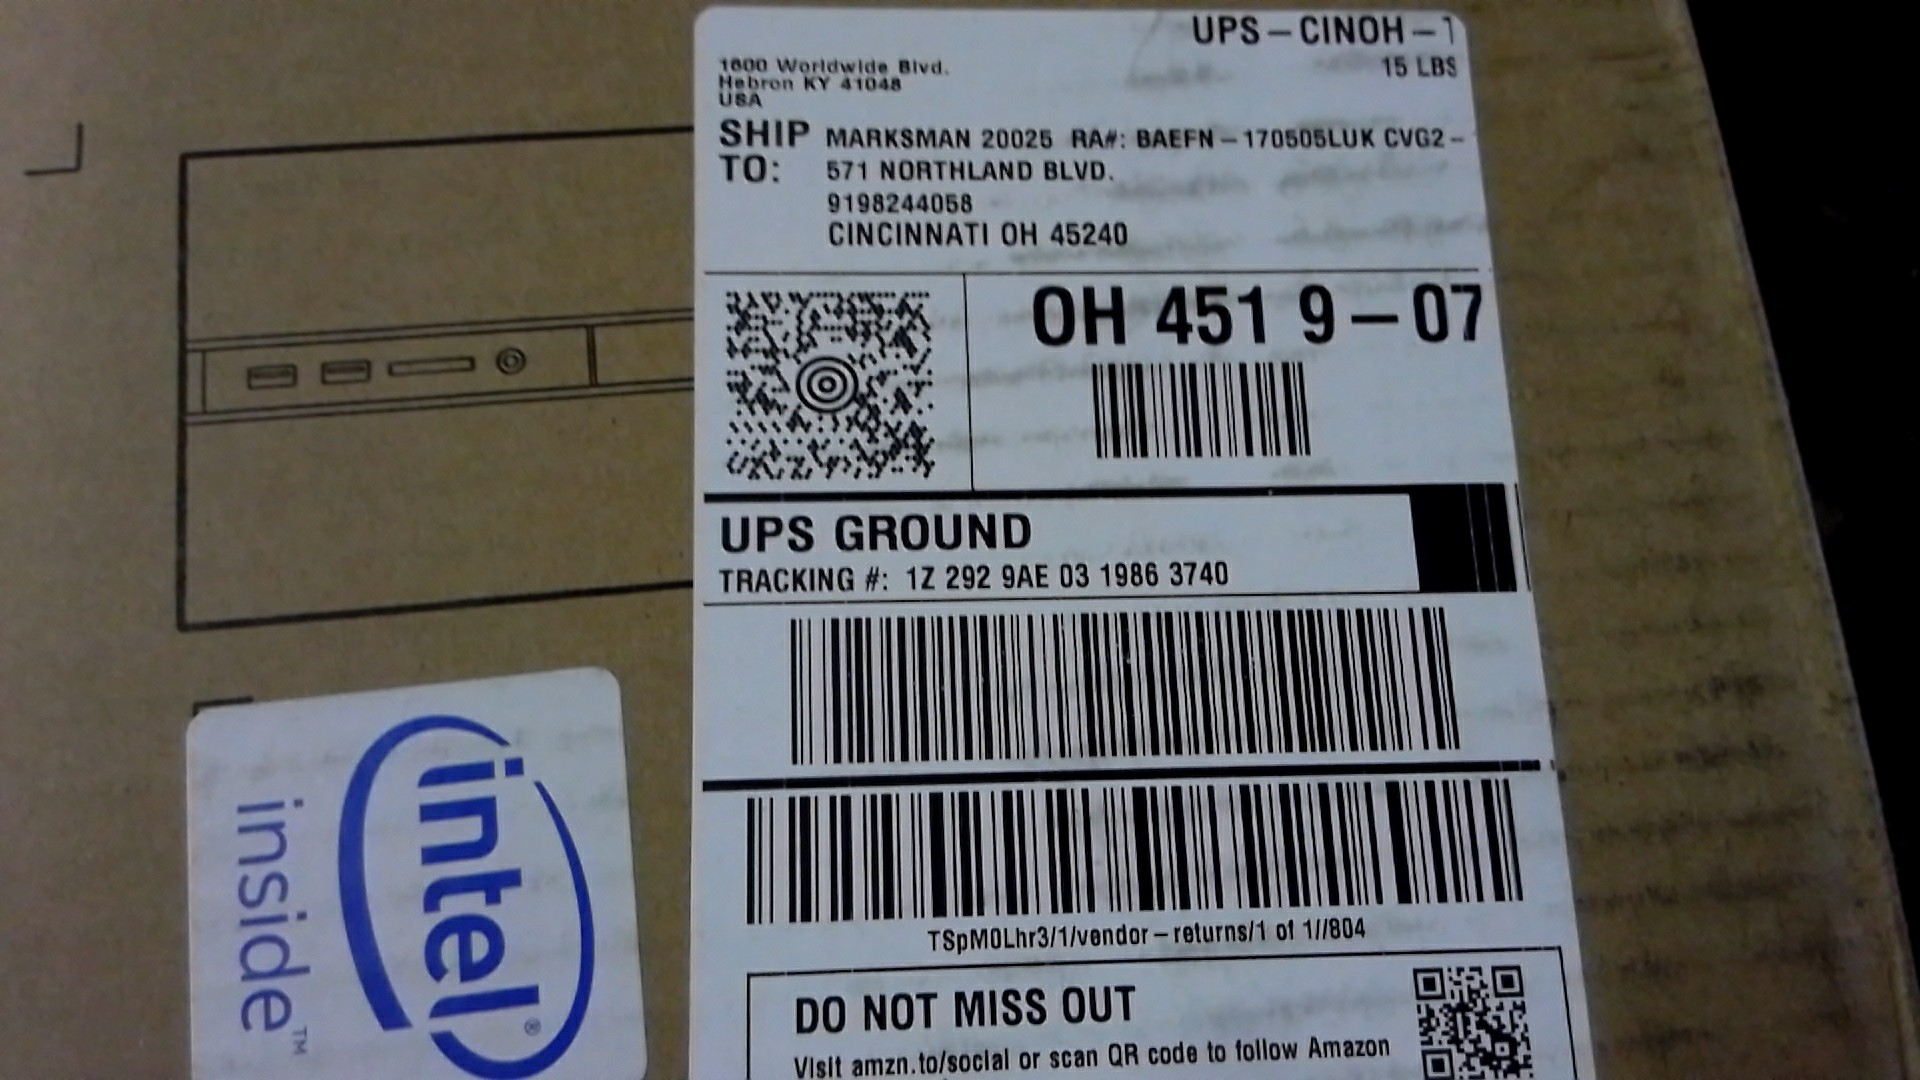 UPS-CINOH-1
15 LBS
1600 Worldwide Blvd.
Hebron KY 41048
USA
SHIP TO:
MARKSMAN 20025 RA#: BAEFN-170505LUK CVG2-
571 NORTHLAND BLVD.
9198244058
CINCINNATI OH 45240
OH 451 9-07
UPS GROUND
TRACKING #: 1Z 292 9AE 03 1986 3740
TSpM0Lhr3/1/vendor-returns/1 of 1//804
DO NOT MISS OUT
Visit amzn.to/social or scan QR code to follow Amazon
intel®
inside™